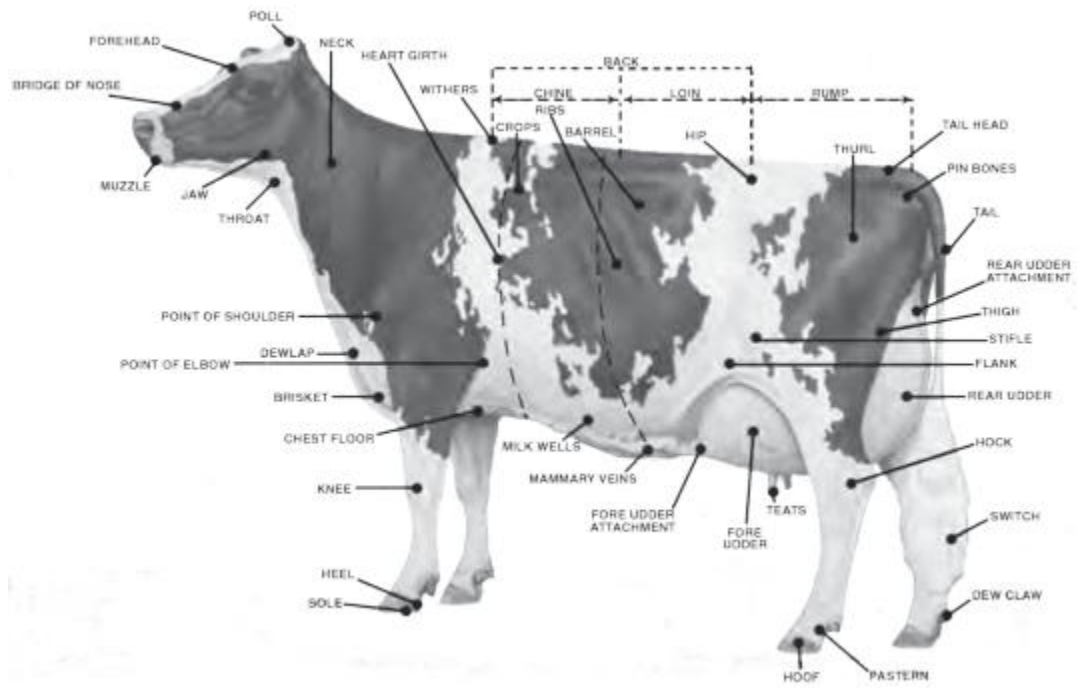 POLL
FOREHEAD
NECK
HEART GIRTH
BRIDGE OF NOSE
BACK
WITHERS
CHINE
LOIN
RUMP
RIBS
CROPS
BARREL
HIP
TAIL HEAD
THURL
PIN BONES
MUZZLE
JAW
THROAT
TAIL
REAR UDDER
ATTACHMENT
POINT OF SHOULDER
THIGH
STIFLE
DEWLAP
POINT OF ELBOW
FLANK
BRISKET
REAR UDDER
CHEST FLOOR
MILK WELLS
HOCK
MAMMARY VEINS
KNEE
FORE UDDER
ATTACHMENT
TEATS
FORE
UDDER
SWITCH
HEEL
SOLE
DEW CLAW
HOOF
PASTERN